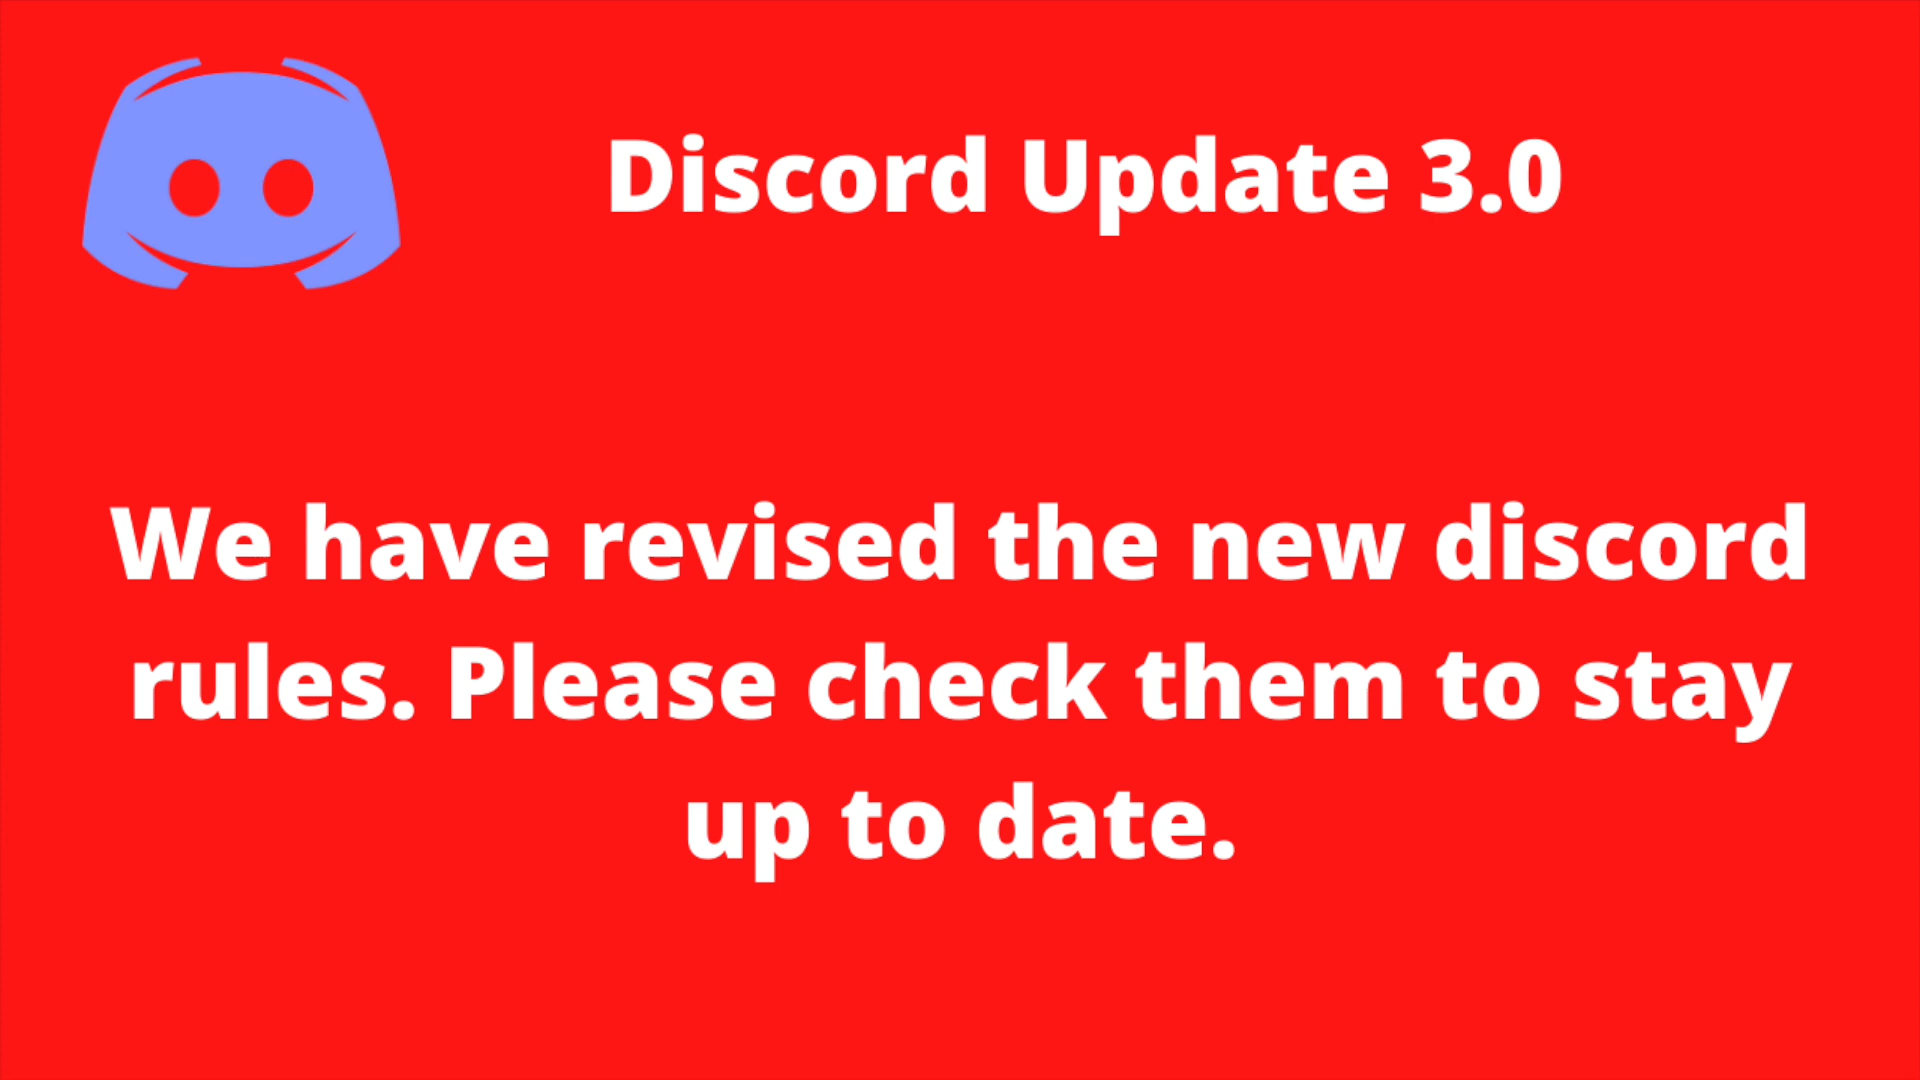 Discord Update 3.0
We have revised the new discord
rules. Please check them to stay
up to date.